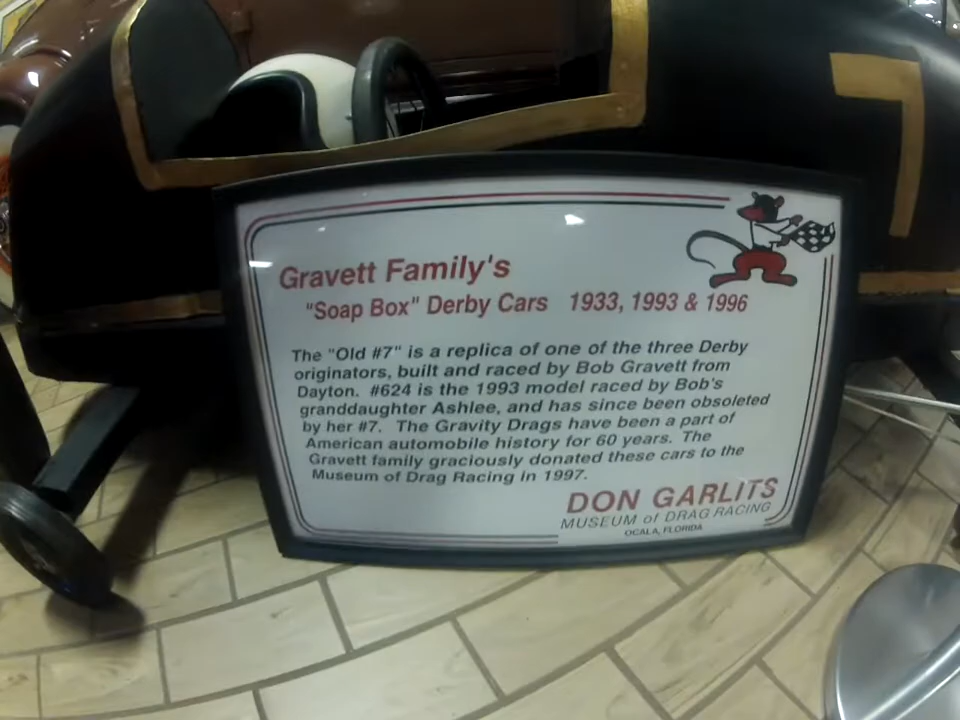 7
Gravett Family's
"Soap Box" Derby Cars 1933, 1993 & 1996
The "Old #7" is a replica of one of the three Derby
originators, built and raced by Bob Gravett from
Dayton. #624 is the 1993 model raced by Bob's
granddaughter Ashlee, and has since been obsoleted
by her #7. The Gravity Drags have been a part of
American automobile history for 60 years. The
Gravett family graciously donated these cars to the
Museum of Drag Racing in 1997.
DON GARLITS
MUSEUM of DRAG RACING
OCALA, FLORIDA